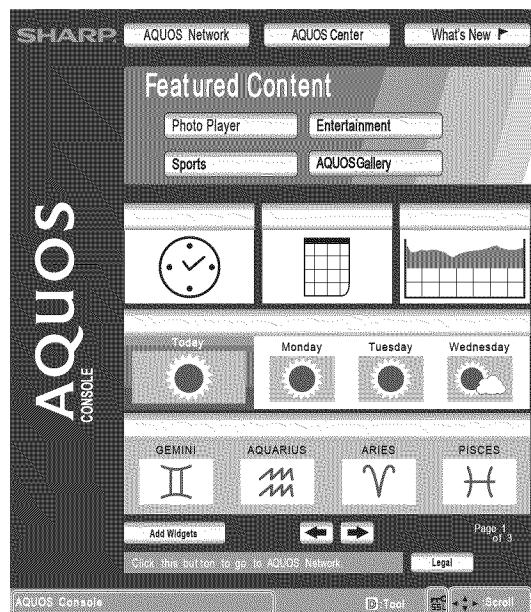 SHARP
AQUOS Network
AQUOS Center
What's New
Featured Content
Photo Player
Entertainment
Sports
AQUOSGallery
AQUOS
CONSOLE
Today
Monday
Tuesday
Wednesday
GEMINI
AQUARIUS
ARIES
PISCES
Add Widgets
Page 1
of 3
Click this button to go to AQUOS Network
Legal
AQUOS Console
D:Tool
:Scroll